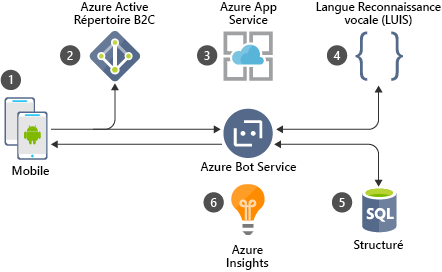 Azure Active
Répertoire B2C
Azure App
Service
Langue Reconnaissance
vocale (LUIS)
1
2
3
4
Mobile
Azure Bot Service
6
5
SQL
Azure
Insights
Structuré